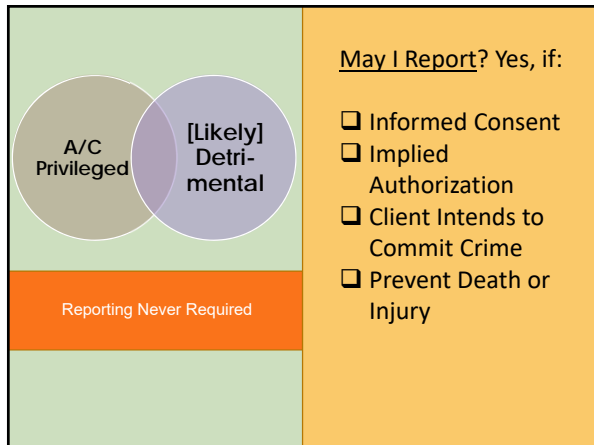 A/C
Privileged
[Likely]
Detri-
mental
Reporting Never Required
May I Report? Yes, if:
Informed Consent
Implied
Authorization
Client Intends to
Commit Crime
Prevent Death or
Injury